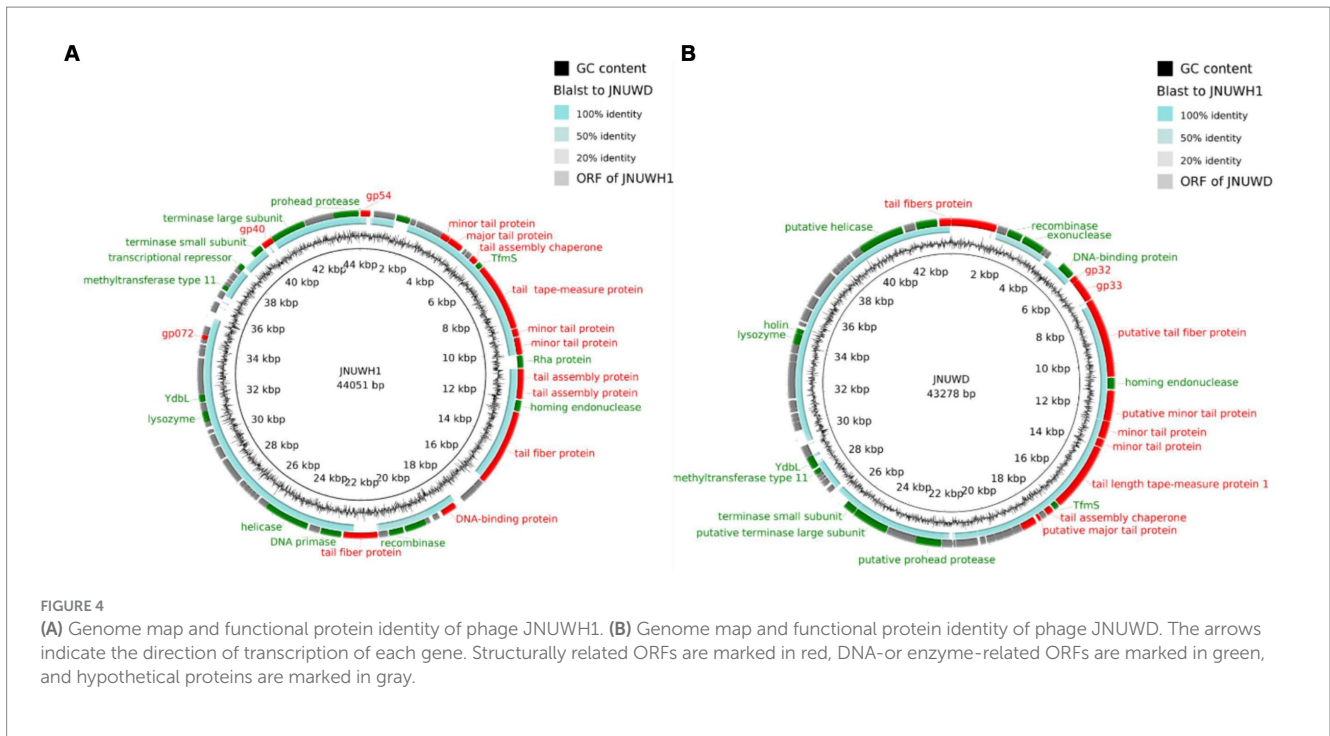 A
GC content
Blalst to JNUWD
100% identity
50% identity
20% identity
ORF of JNUWH1
prohead protease
gp54
terminase large subunit
gp40
terminase small subunit
transcriptional repressor
methyltransferase type 11
gp072
YdbL
lysozyme
helicase
DNA primase
tail fiber protein
recombinase
DNA-binding protein
tail fiber protein
homing endonuclease
tail assembly protein
tail assembly protein
Rha protein
minor tail protein
minor tail protein
tail tape-measure protein
TfmS
tail assembly chaperone
major tail protein
minor tail protein
44 kbp
2 kbp
4 kbp
6 kbp
8 kbp
10 kbp
12 kbp
14 kbp
16 kbp
18 kbp
20 kbp
22 kbp
24 kbp
26 kbp
28 kbp
30 kbp
32 kbp
34 kbp
36 kbp
38 kbp
40 kbp
42 kbp
JNUWH1
44051 bp
B
GC content
Blast to JNUWH1
100% identity
50% identity
20% identity
ORF of JNUWD
tail fibers protein
putative helicase
recombinase
exonuclease
DNA-binding protein
gp32
gp33
putative tail fiber protein
homing endonuclease
putative minor tail protein
minor tail protein
minor tail protein
tail length tape-measure protein 1
TfmS
tail assembly chaperone
putative major tail protein
putative prohead protease
putative terminase large subunit
terminase small subunit
methyltransferase type 11
YdbL
lysozyme
holin
2 kbp
4 kbp
6 kbp
8 kbp
10 kbp
12 kbp
14 kbp
16 kbp
18 kbp
20 kbp
22 kbp
24 kbp
26 kbp
28 kbp
30 kbp
32 kbp
34 kbp
36 kbp
38 kbp
40 kbp
42 kbp
JNUWD
43278 bp
FIGURE 4
(A) Genome map and functional protein identity of phage JNUWH1. (B) Genome map and functional protein identity of phage JNUWD. The arrows
indicate the direction of transcription of each gene. Structurally related ORFs are marked in red, DNA-or enzyme-related ORFs are marked in green,
and hypothetical proteins are marked in gray.